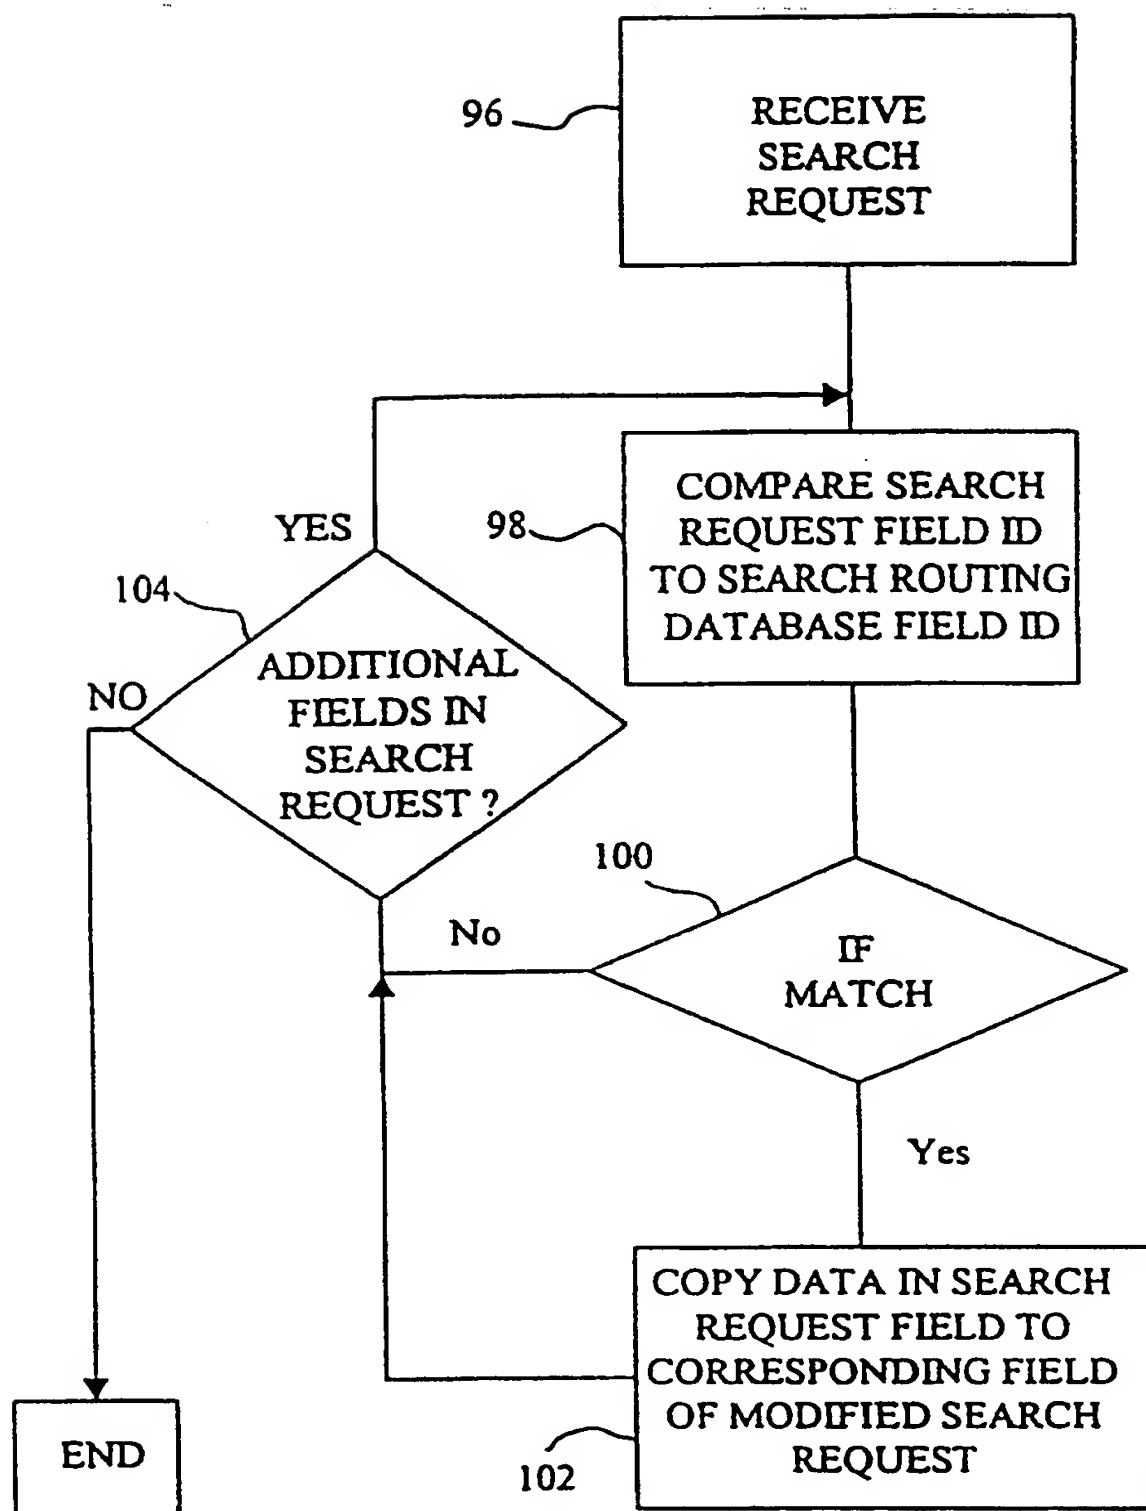 96
RECEIVE
SEARCH
REQUEST
YES
98
COMPARE SEARCH
REQUEST FIELD ID
TO SEARCH ROUTING
DATABASE FIELD ID
104
NO
ADDITIONAL
FIELDS IN
SEARCH
REQUEST ?
100
No
IF
MATCH
Yes
COPY DATA IN SEARCH
REQUEST FIELD TO
CORRESPONDING FIELD
OF MODIFIED SEARCH
REQUEST
102
END